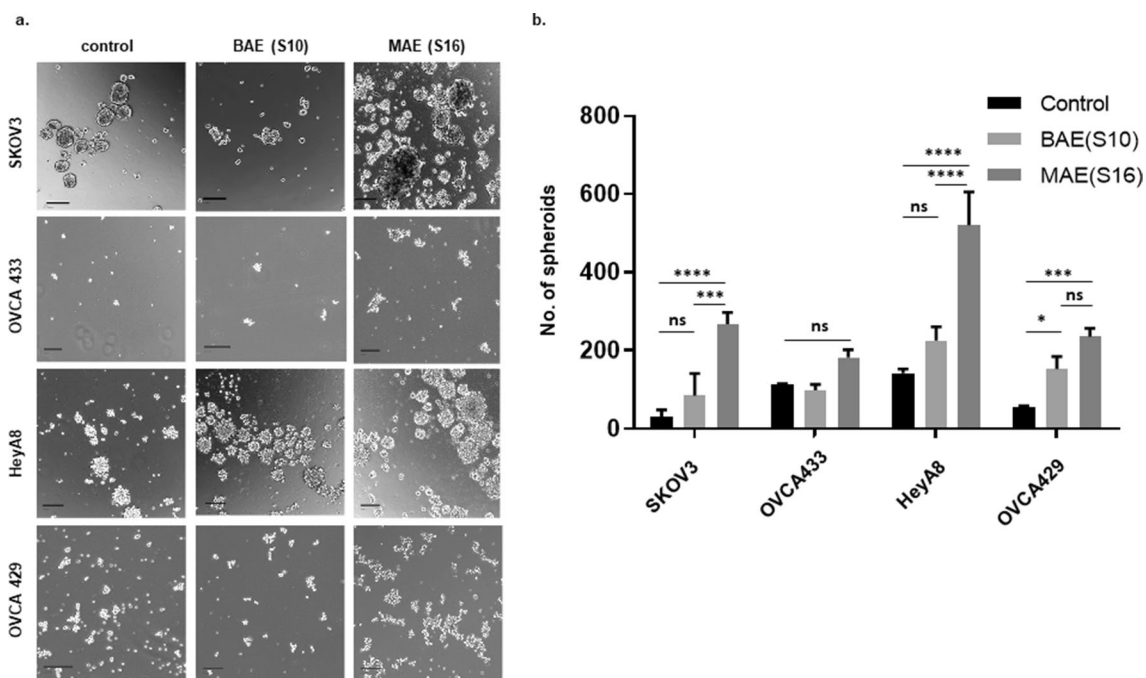 a.
control BAE (S10) MAE (S16)
SKOV3
OVCA 433
HeyA8
OVCA 429
b.
No. of spheroids
800
600
400
200
0
Control
BAE(S10)
MAE(S16)
ns
****
***
ns
ns
****
****
*
***
ns
SKOV3
OVCA433
HeyA8
OVCA429